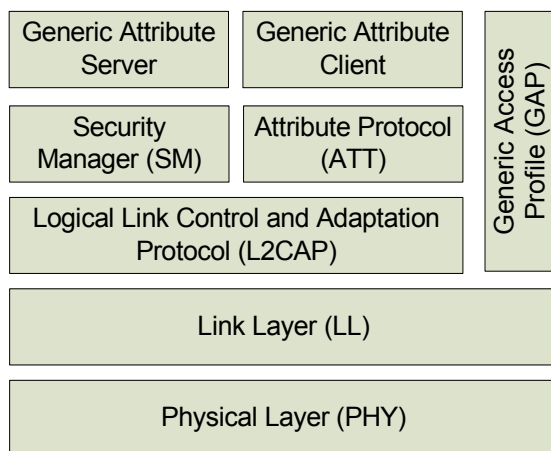 Generic Attribute
Server
Generic Attribute
Client
Generic Access
Profile (GAP)
Security
Manager (SM)
Attribute Protocol
(ATT)
Logical Link Control and Adaptation
Protocol (L2CAP)
Link Layer (LL)
Physical Layer (PHY)